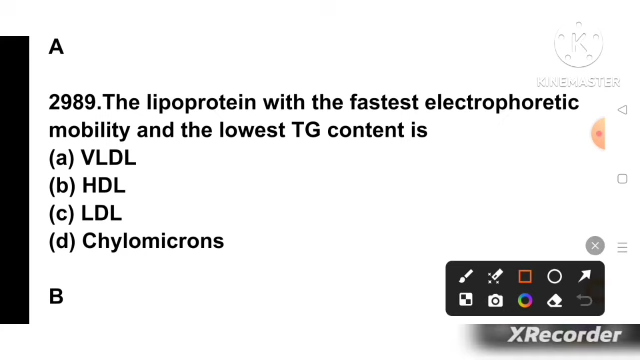 A
KINEMASTER
2989.The lipoprotein with the fastest electrophoretic
mobility and the lowest TG content is
(a) VLDL
(b) HDL
(c) LDL
(d) Chylomicrons
B
XRecorder